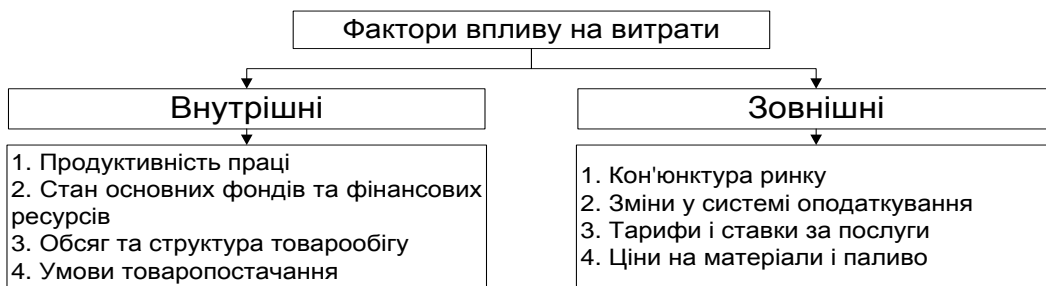 Фактори впливу на витрати
Внутрішні
Зовнішні
1. Продуктивність праці
2. Стан основних фондів та фінансових
ресурсів
3. Обсяг та структура товарообігу
4. Умови товаропостачання
1. Кон'юнктура ринку
2. Зміни у системі оподаткування
3. Тарифи і ставки за послуги
4. Ціни на матеріали і паливо